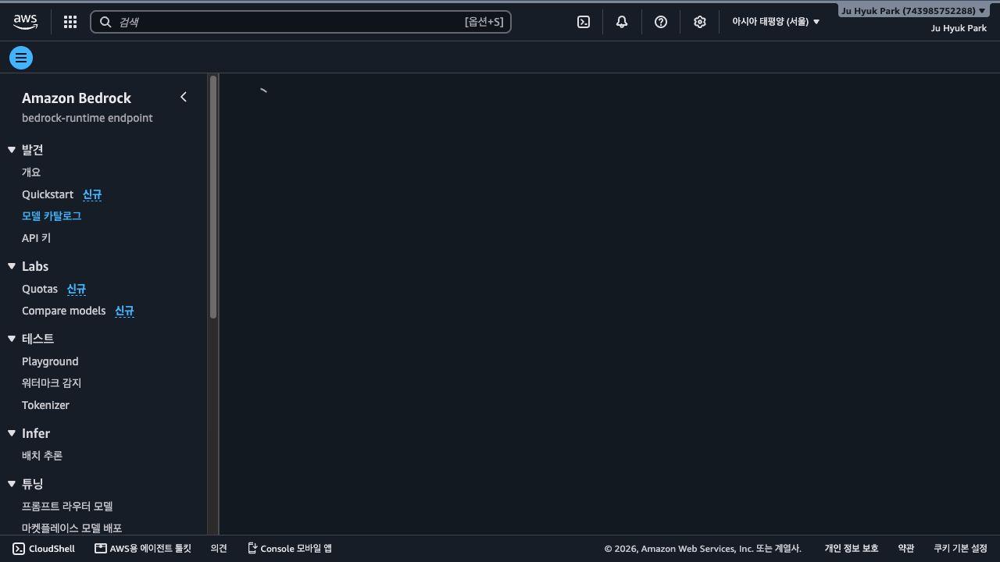 aws
검색
[옵션+S]
아시아 태평양 (서울)
Ju Hyuk Park (743985752288)
Ju Hyuk Park
Amazon Bedrock
bedrock-runtime endpoint
발견
개요
Quickstart 신규
모델 카탈로그
API 키
Labs
Quotas 신규
Compare models 신규
테스트
Playground
워터마크 감지
Tokenizer
Infer
배치 추론
튜닝
프롬프트 라우터 모델
마켓플레이스 모델 배포
CloudShell
AWS용 에이전트 툴킷
의견
Console 모바일 앱
© 2026, Amazon Web Services, Inc. 또는 계열사.
개인 정보 보호
약관
쿠키 기본 설정